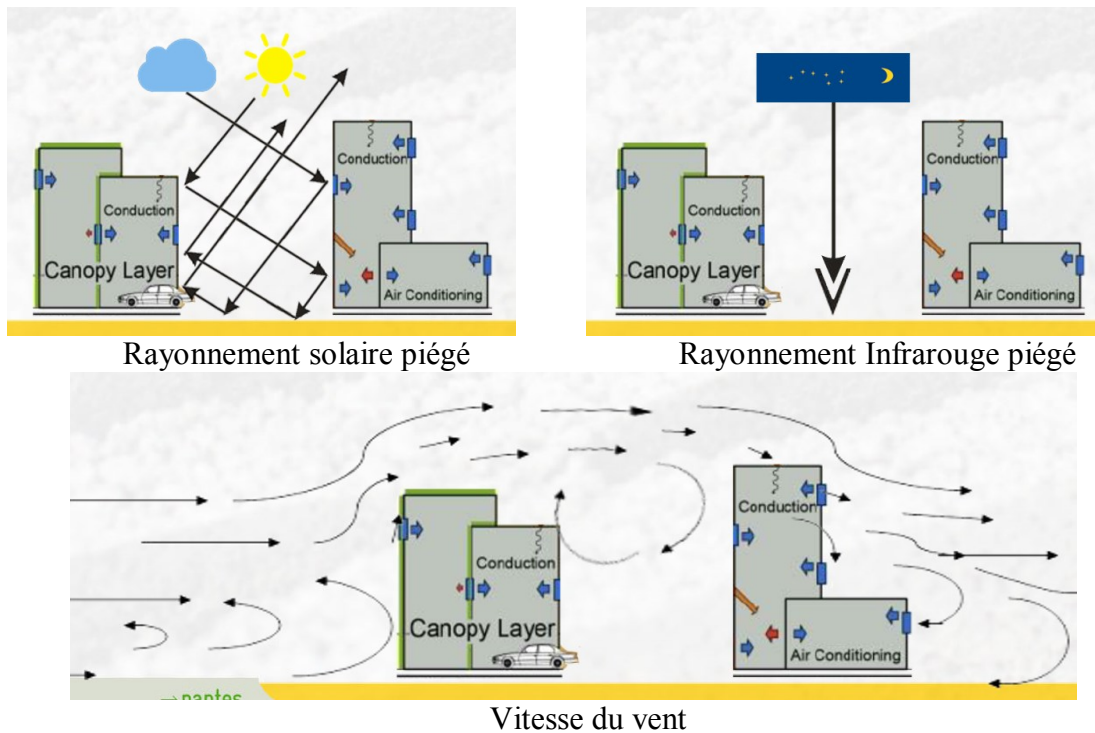 Conduction
Conduction
Canopy Layer
Air Conditioning
Rayonnement solaire piégé
Conduction
Conduction
Canopy Layer
Air Conditioning
Rayonnement Infrarouge piégé
Conduction
Conduction
Canopy Layer
Air Conditioning
→nantes
Vitesse du vent